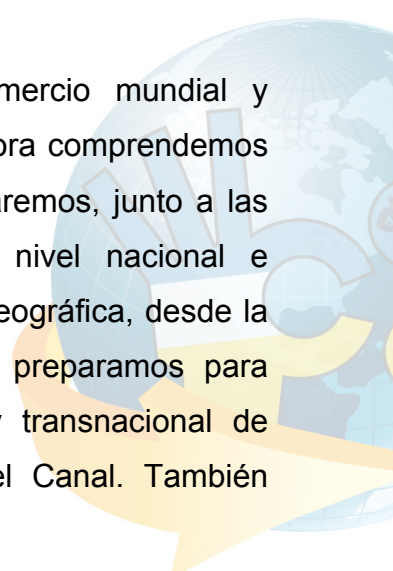 mercio mundial y
ora comprendemos
aremos, junto a las
nivel nacional e
eográfica, desde la
preparamos para
transnacional de
el Canal. También